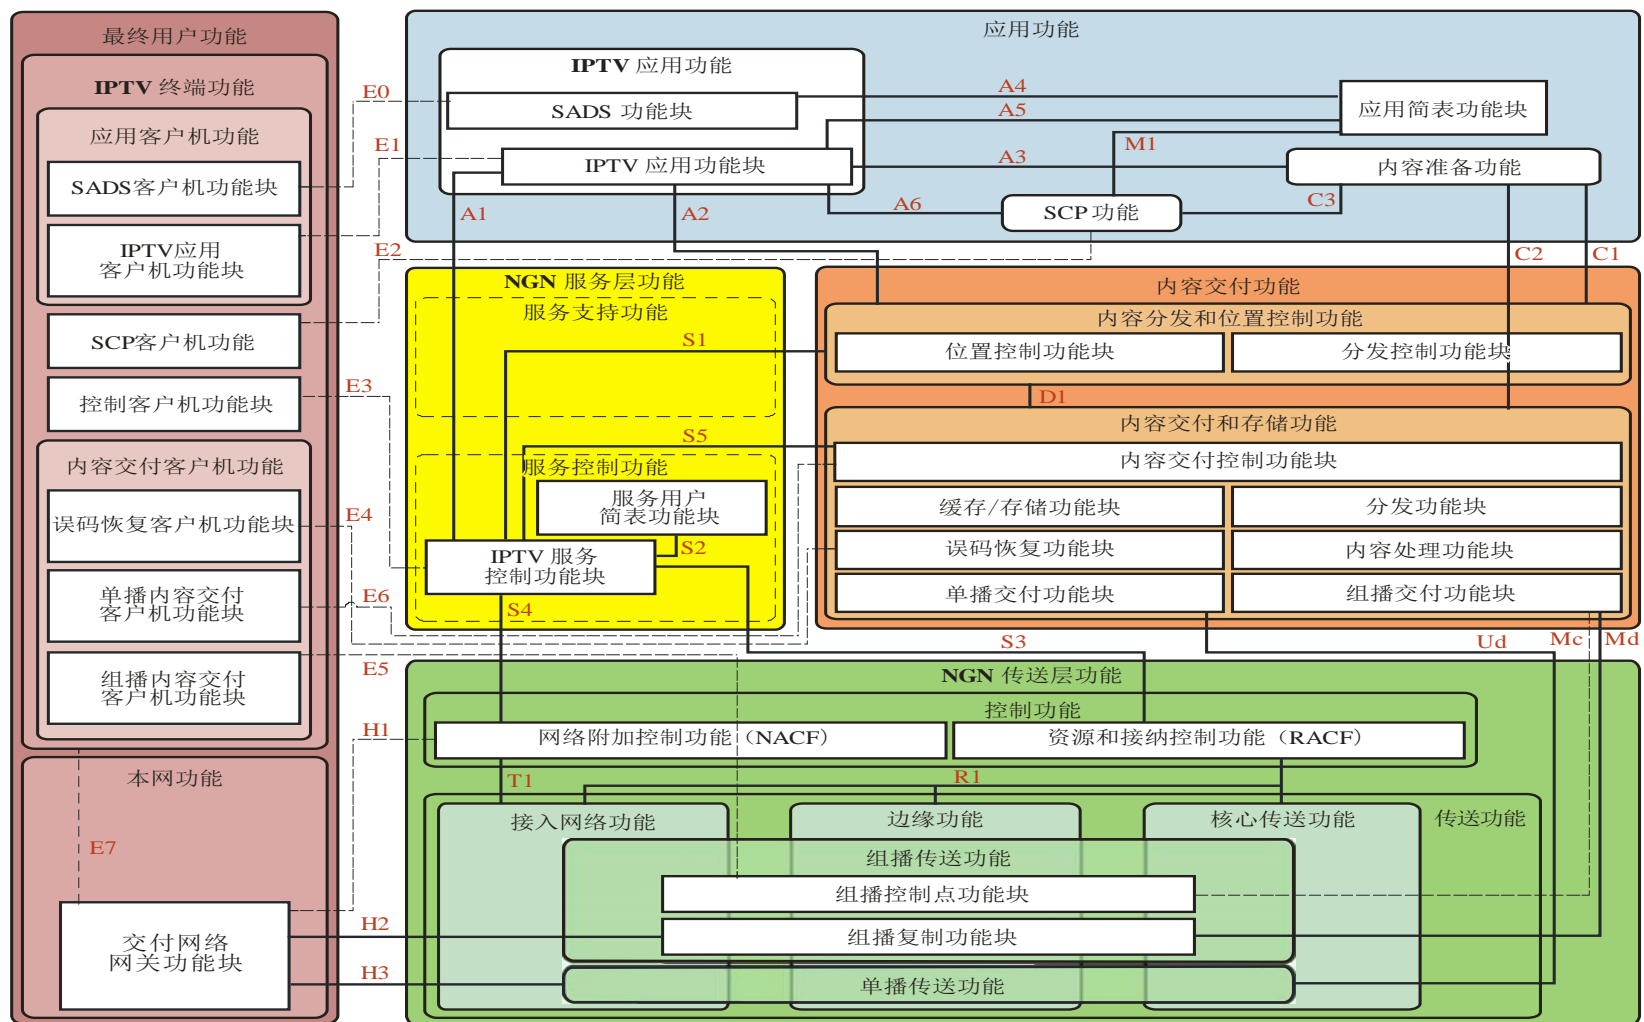 最终用户功能
IPTV 终端功能
应用客户机功能
SADS客户机功能块
IPTV应用
客户机功能块
SCP客户机功能
控制客户机功能块
内容交付客户机功能
误码恢复客户机功能块
单播内容交付
客户机功能块
组播内容交付
客户机功能块
本网功能
E7
交付网络
网关功能块
E0
E1
E2
E3
E4
E6
E5
H1
H2
H3
应用功能
IPTV 应用功能
SADS 功能块
IPTV 应用功能块
A4
A5
M1
A3
应用简表功能块
内容准备功能
A1
A2
A6
SCP 功能
C3
C2
C1
NGN 服务层功能
服务支持功能
S1
S5
服务控制功能
服务用户
简表功能块
S2
IPTV 服务
控制功能块
S4
内容交付功能
内容分发和位置控制功能
位置控制功能块
分发控制功能块
D1
内容交付和存储功能
内容交付控制功能块
缓存/存储功能块
分发功能块
误码恢复功能块
内容处理功能块
单播交付功能块
组播交付功能块
S3
Ud
Mc
Md
NGN 传送层功能
控制功能
网络附加控制功能（NACF）
资源和接纳控制功能（RACF）
T1
R1
接入网络功能
边缘功能
核心传送功能
传送功能
组播传送功能
组播控制点功能块
组播复制功能块
单播传送功能